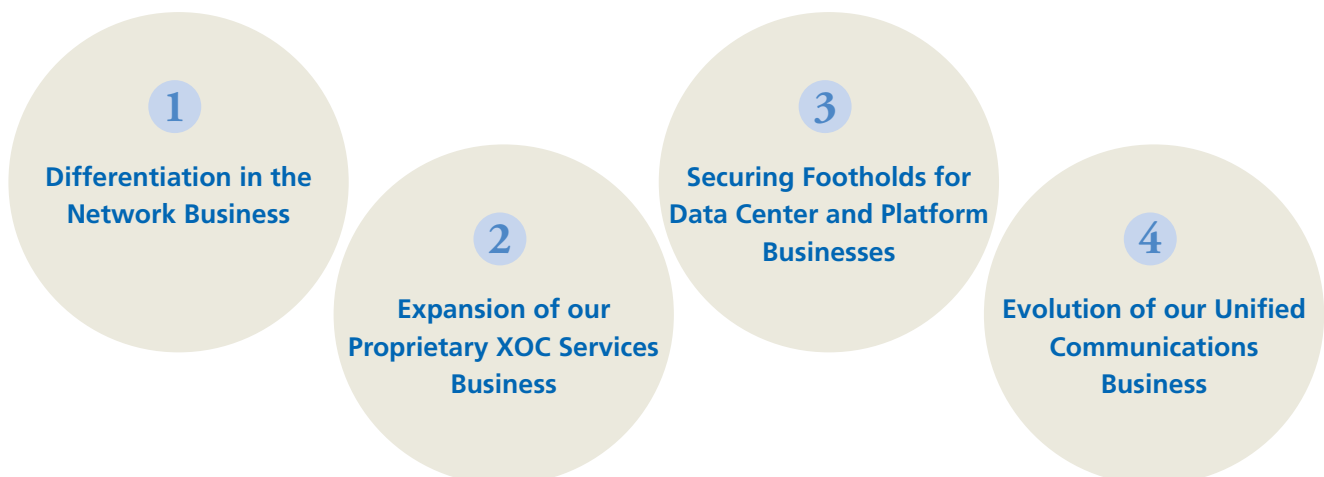 1
Differentiation in the
Network Business
2
Expansion of our
Proprietary XOC Services
Business
3
Securing Footholds for
Data Center and Platform
Businesses
4
Evolution of our Unified
Communications
Business